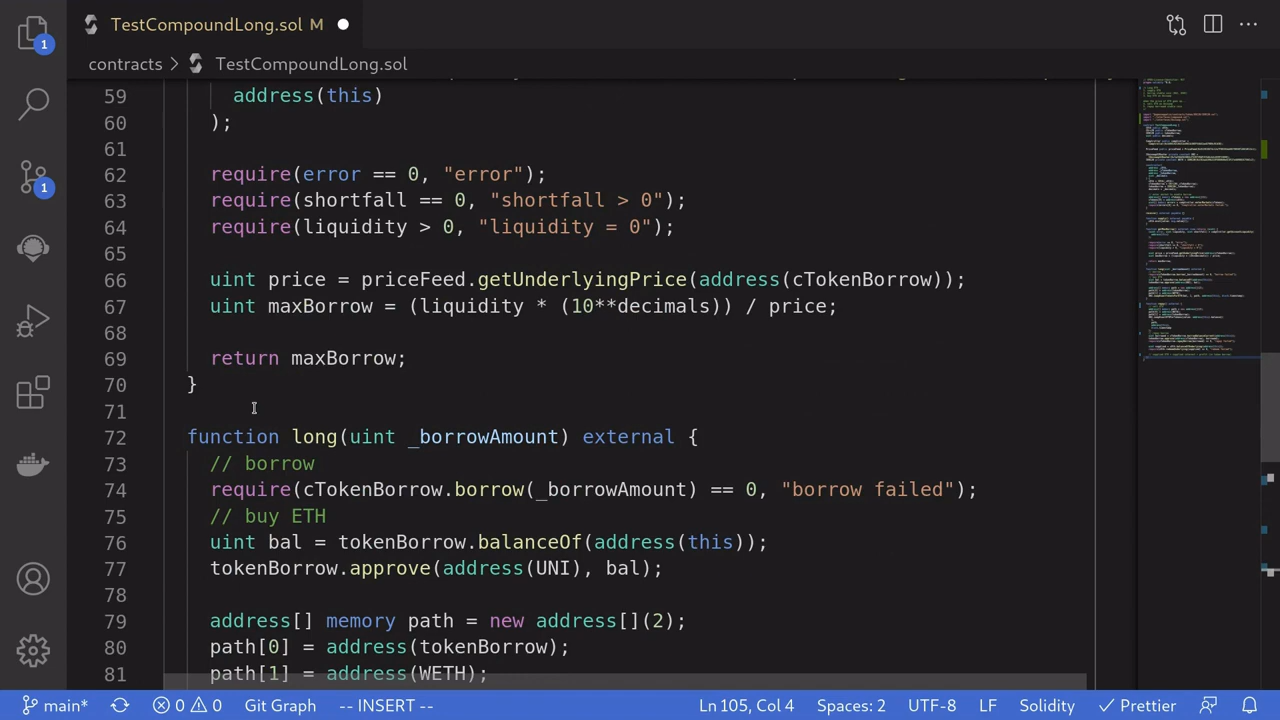 TestCompoundLong.sol M
contracts > TestCompoundLong.sol
59 address(this)
60 );
61
62 require(error == 0, "error");
63 require(shortfall == 0, "shortfall > 0");
64 require(liquidity > 0, "liquidity = 0");
65
66 uint price = priceFeed.getUnderlyingPrice(address(cTokenBorrow));
67 uint maxBorrow = (liquidity * (10**decimals)) / price;
68
69 return maxBorrow;
70 }
71
72 function long(uint _borrowAmount) external {
73 // borrow
74 require(cTokenBorrow.borrow(_borrowAmount) == 0, "borrow failed");
75 // buy ETH
76 uint bal = tokenBorrow.balanceOf(address(this));
77 tokenBorrow.approve(address(UNI), bal);
78
79 address[] memory path = new address[](2);
80 path[0] = address(tokenBorrow);
81 path[1] = address(WETH);
1
1
main* 0 0 Git Graph -- INSERT -- Ln 105, Col 4 Spaces: 2 UTF-8 LF Solidity Prettier